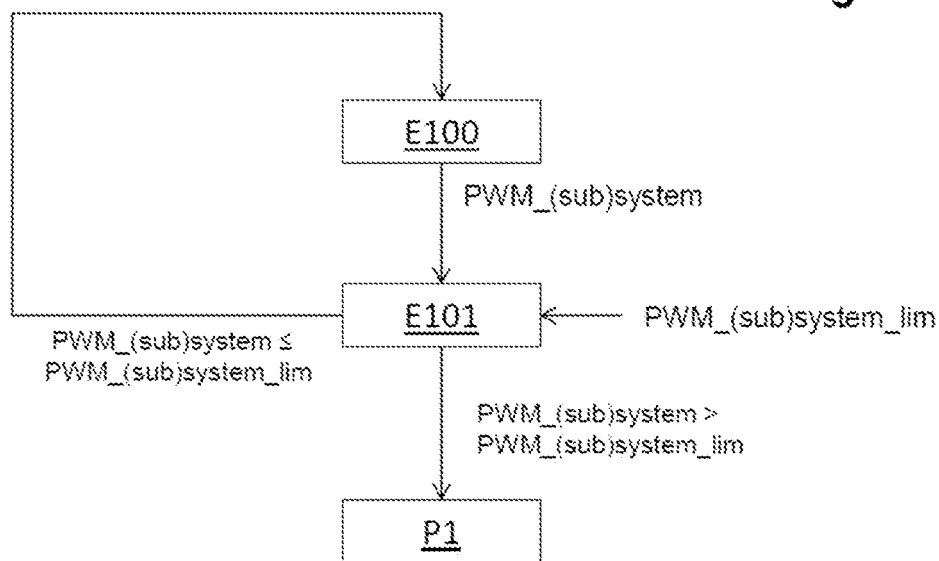 E100
PWM_(sub)system
E101
PWM_(sub)system_lim
PWM_(sub)system ≤
PWM_(sub)system_lim
PWM_(sub)system >
PWM_(sub)system_lim
P1